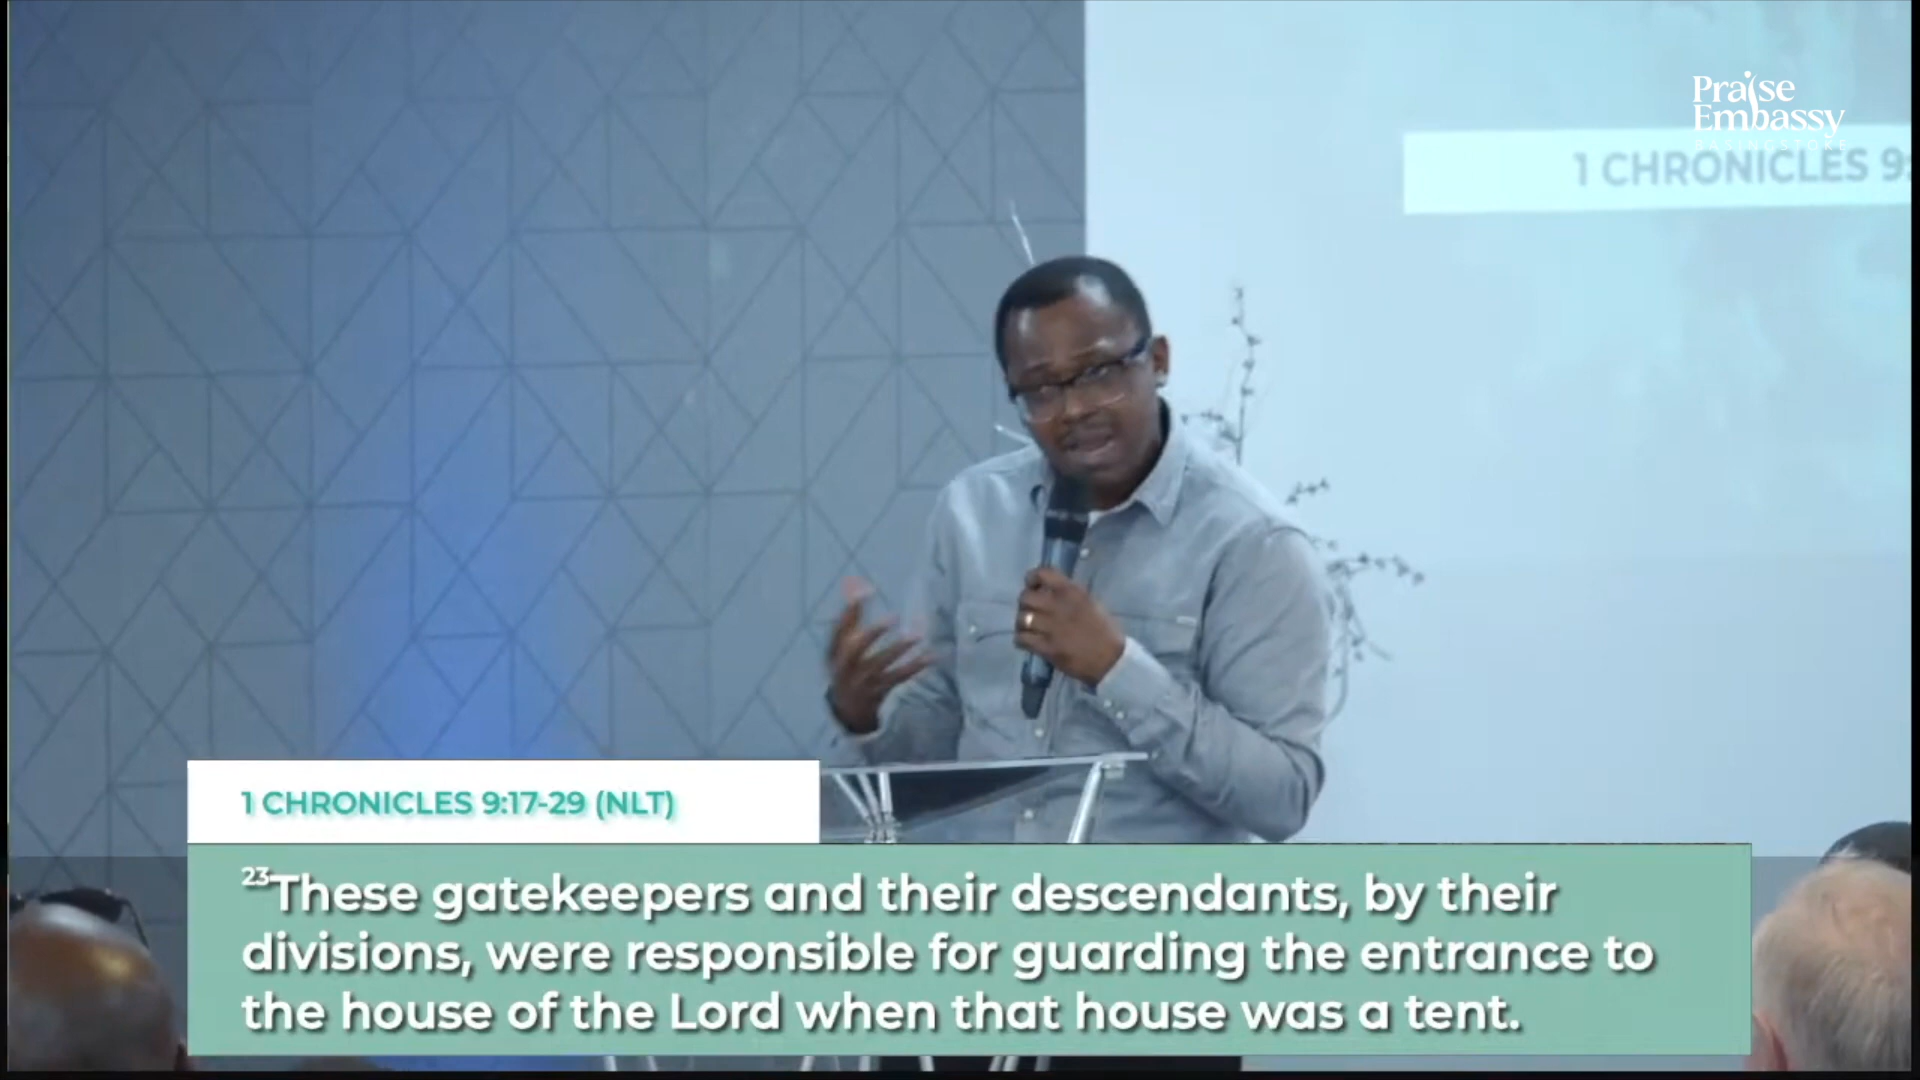 Praise
Embassy
BASINGSTOKE
1 CHRONICLES 9:
1 CHRONICLES 9:17-29 (NLT)
23These gatekeepers and their descendants, by their
divisions, were responsible for guarding the entrance to
the house of the Lord when that house was a tent.